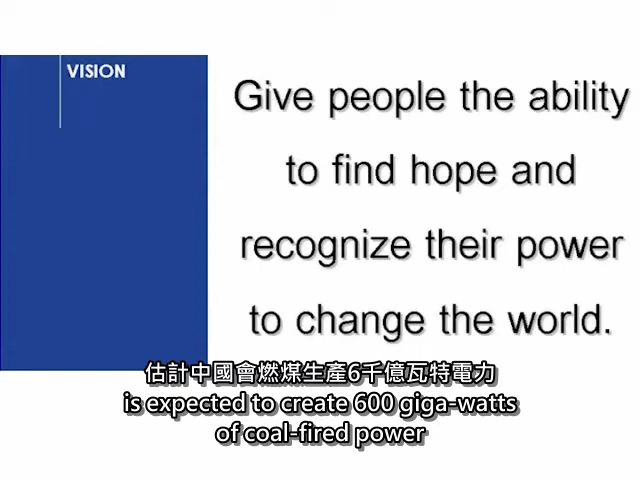 VISION
Give people the ability
to find hope and
recognize their power
to change the world.
估計中國會燃煤生產6千億瓦特電力
is expected to create 600 giga-watts
of coal-fired power